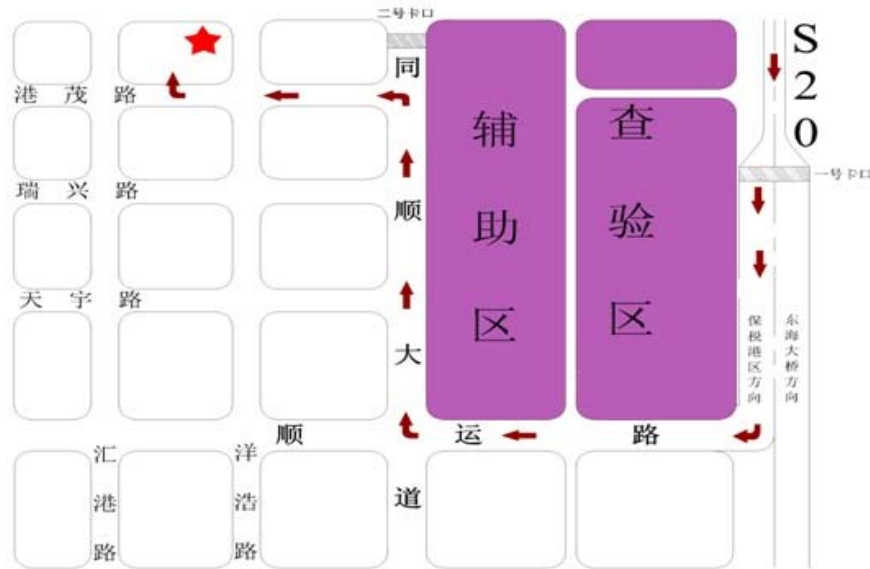 二号卡口
S20
同顺大道
港茂路
辅助区
查验区
一号卡口
瑞兴路
天宇路
保税港区方向
东海大桥方向
顺运路
汇港路
洋浩路